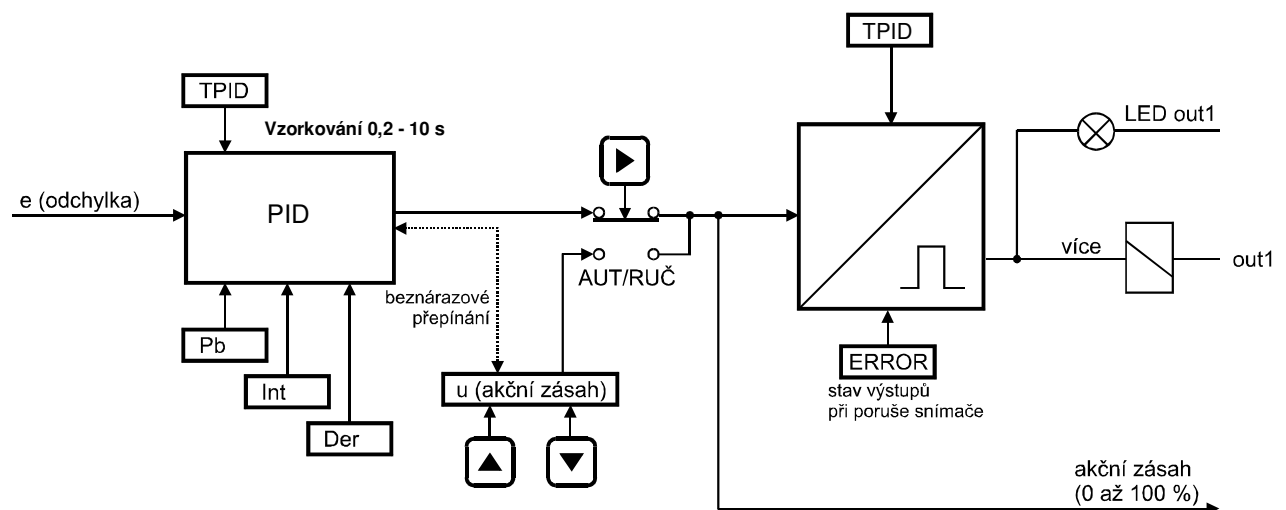 TPID
TPID
Vzorkování 0,2 - 10 s
LED out1
e (odchylka)
PID
AUT/RUČ
více
out1
beznárazové
přepínání
Pb
Int
Der
u (akční zásah)
ERROR
stav výstupů
při poruše snímače
akční zásah
(0 až 100 %)